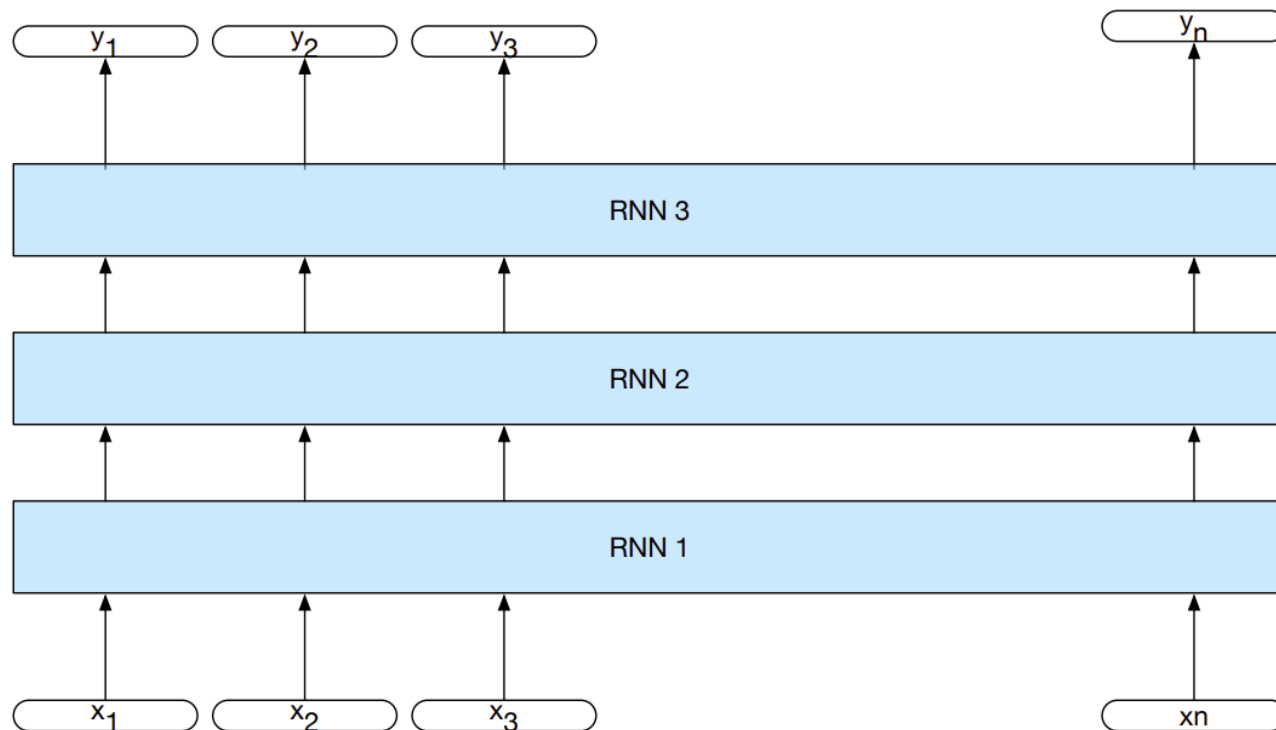 y₁ y₂ y₃ yₙ
RNN 3
RNN 2
RNN 1
x₁ x₂ x₃ xn